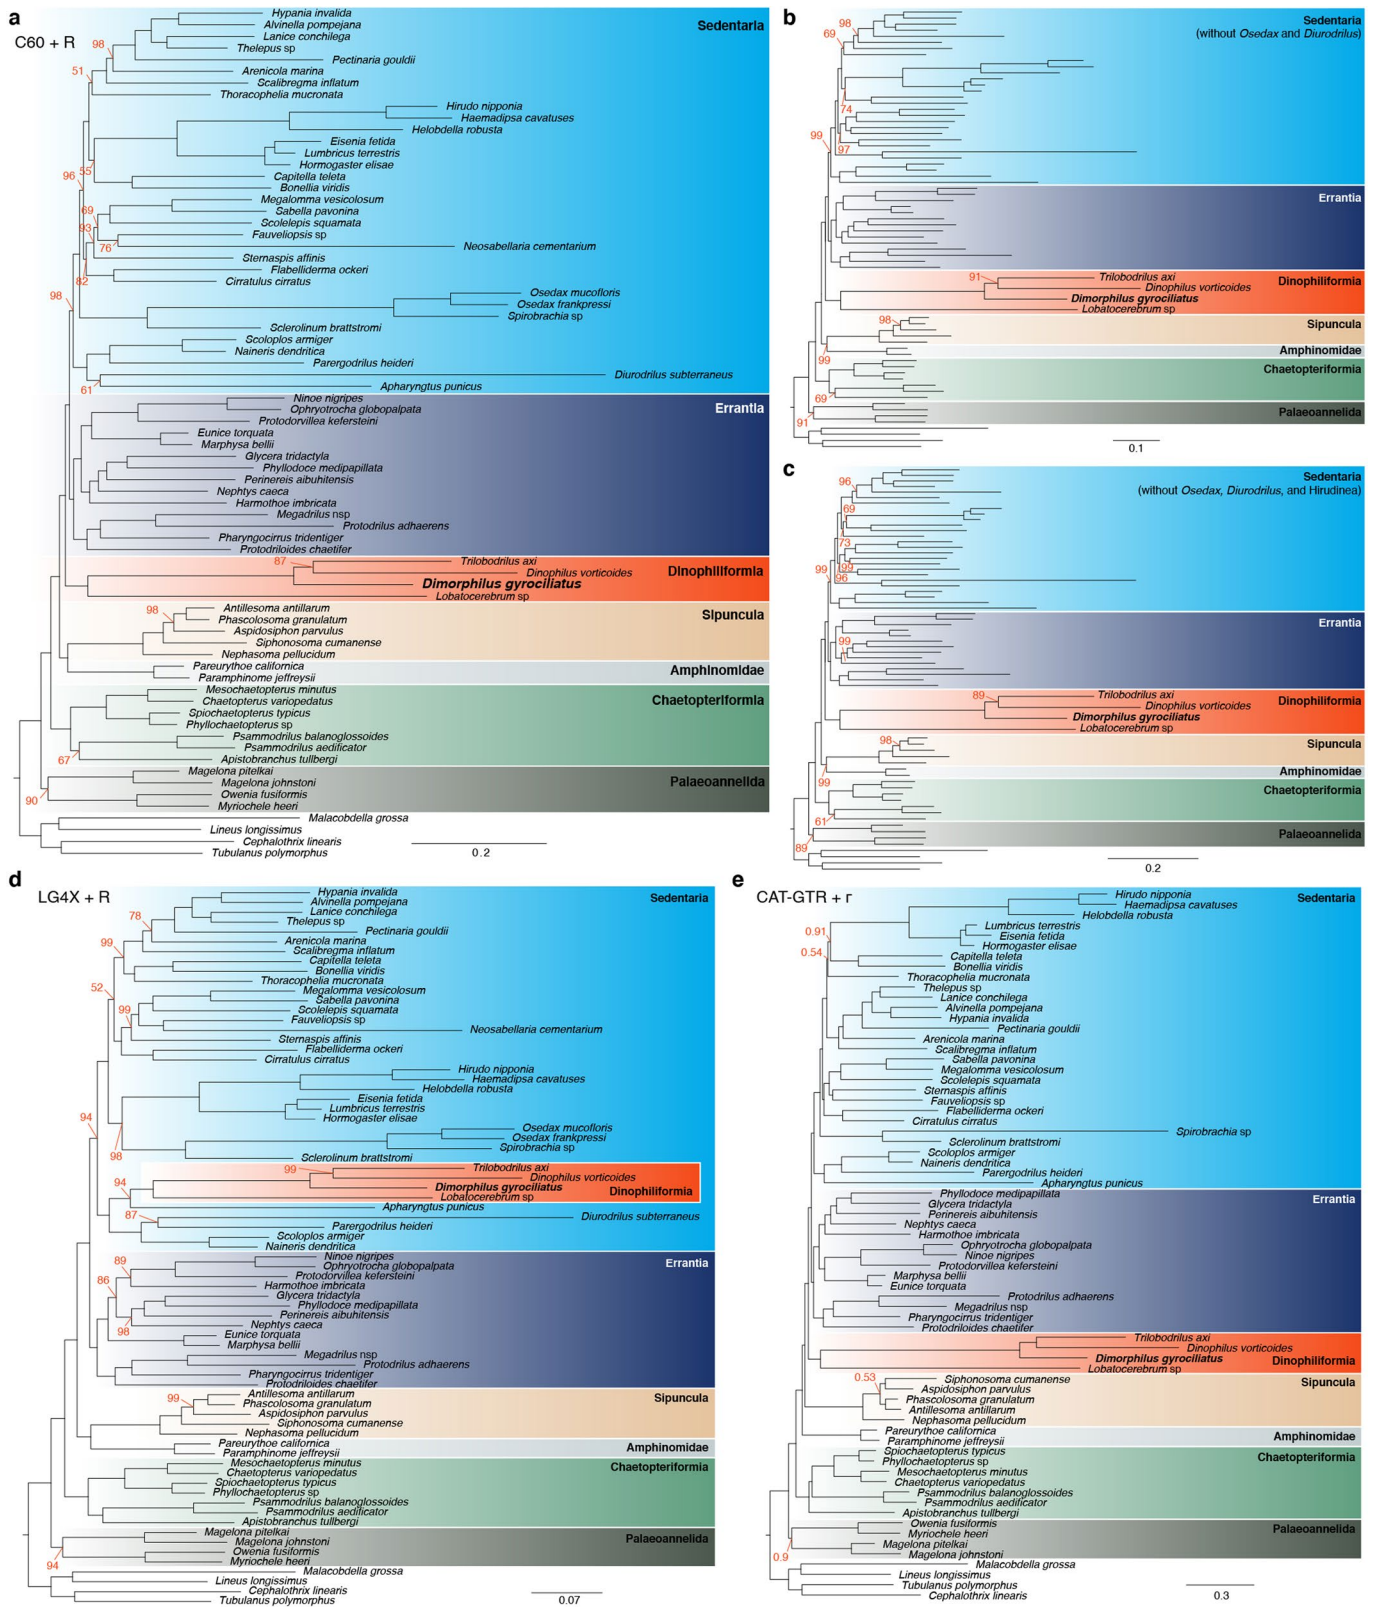 a
C60 + R
Hypania invalida
Alvinella pompejana
Lanice conchilega
Thelepus sp
Pectinaria gouldii
Arenicola marina
Scalibregma inflatum
Thoracophelia mucronata
Hirudo nipponia
Haemadipsa cavatuses
Helobdella robusta
Eisenia fetida
Lumbricus terrestris
Hormogaster elisae
Capitella teleta
Bonellia viridis
Megalomma vesicolosum
Sabella pavonina
Scolelepis squamata
Fauveliopsis sp
Neosabellaria cementarium
Sternaspis affinis
Flabelliderma ockeri
Cirratulus cirratus
Osedax mucofloris
Osedax frankpressi
Spirobrachia sp
Sclerolinum brattstromi
Scoloplos armiger
Naineris dendritica
Pargodrilus heideri
Diurodrilus subterraneus
Apharyngtus punicus
Sedentaria
98
51
55
96
69
93
76
82
98
61
Ninoe nigripes
Ophryotrocha globopalpata
Protodorvillea kefersteini
Eunice torquata
Marphysa bellii
Glycera tridactyla
Phyllodoce medipapillata
Perinereis aibuhitensis
Nephtys caeca
Harmothoe imbricata
Megadrilus nsp
Protodrilus adhaerens
Pharyngocirrus tridentiger
Protodriloides chaetifer
Errantia
87
Trilobodrilus axi
Dinophilus vorticoides
Dimorphilus gyrociliatus
Lobatocerebrum sp
Dinophiliformia
98
Antillesoma antillarum
Phascolosoma granulatum
Aspidosiphon parvulus
Siphonosoma cumanense
Nephasoma pellucidum
Sipuncula
Pareurythoe californica
Paramphinome jeffreysii
Amphinomidae
Mesochaetopterus minutus
Chaetopterus variopedatus
Spiochaetopterus typicus
Phyllochaetopterus sp
Psammodrilus balanoglossoides
Psammodrilus aedificator
Apistobranchus tullbergi
Chaetopteriformia
67
Magelona pitelkai
Magelona johnstoni
Owenia fusiformis
Myriochele heeri
Palaeoannelida
90
Malacobdella grossa
Lineus longissimus
Cephalothrix linearis
Tubulanus polymorphus
0.2
b
Sedentaria
(without Osedax and Diurodrilus)
98
69
74
99
97
Errantia
91
Trilobodrilus axi
Dinophilus vorticoides
Dimorphilus gyrociliatus
Lobatocerebrum sp
Dinophiliformia
98
Sipuncula
99
Amphinomidae
Chaetopteriformia
69
Palaeoannelida
91
0.1
c
Sedentaria
(without Osedax, Diurodrilus, and Hirudinea)
96
69
73
99
99
96
Errantia
99
89
Trilobodrilus axi
Dinophilus vorticoides
Dimorphilus gyrociliatus
Lobatocerebrum sp
Dinophiliformia
98
Sipuncula
99
Amphinomidae
Chaetopteriformia
61
Palaeoannelida
89
0.2
d
LG4X + R
Hypania invalida
Alvinella pompejana
Lanice conchilega
Thelepus sp
Pectinaria gouldii
Arenicola marina
Scalibregma inflatum
Capitella teleta
Bonellia viridis
Thoracophelia mucronata
Megalomma vesicolosum
Sabella pavonina
Scolelepis squamata
Fauveliopsis sp
Neosabellaria cementarium
Sternaspis affinis
Flabelliderma ockeri
Cirratulus cirratus
Hirudo nipponia
Haemadipsa cavatuses
Helobdella robusta
Eisenia fetida
Lumbricus terrestris
Hormogaster elisae
Osedax mucofloris
Osedax frankpressi
Spirobrachia sp
Sclerolinum brattstromi
Sedentaria
78
99
52
99
94
98
99
Trilobodrilus axi
Dinophilus vorticoides
Dimorphilus gyrociliatus
Lobatocerebrum sp
Dinophiliformia
94
Apharyngtus punicus
87
Diurodrilus subterraneus
Parergodrilus heideri
Scoloplos armiger
Naineris dendritica
Ninoe nigripes
Ophryotrocha globopalpata
Protodorvillea kefersteini
Harmothoe imbricata
Glycera tridactyla
Phyllodoce medipapillata
Perinereis aibuhitensis
Nephtys caeca
Eunice torquata
Marphysa bellii
Megadrilus nsp
Protodrilus adhaerens
Pharyngocirrus tridentiger
Protodriloides chaetifer
Errantia
89
86
98
99
Antillesoma antillarum
Phascolosoma granulatum
Aspidosiphon parvulus
Siphonosoma cumanense
Nephasoma pellucidum
Sipuncula
Pareurythoe californica
Paramphinome jeffreysii
Amphinomidae
Mesochaetopterus minutus
Chaetopterus variopedatus
Spiochaetopterus typicus
Phyllochaetopterus sp
Psammodrilus balanoglossoides
Psammodrilus aedificator
Apistobranchus tullbergi
Chaetopteriformia
Magelona pitelkai
Magelona johnstoni
Owenia fusiformis
Myriochele heeri
Palaeoannelida
94
Malacobdella grossa
Lineus longissimus
Cephalothrix linearis
Tubulanus polymorphus
0.07
e
CAT-GTR + г
Hirudo nipponia
Haemadipsa cavatuses
Helobdella robusta
Lumbricus terrestris
Eisenia fetida
Hormogaster elisae
Capitella teleta
Bonellia viridis
Thoracophelia mucronata
Thelepus sp
Lanice conchilega
Alvinella pompejana
Hypania invalida
Pectinaria gouldii
Arenicola marina
Scalibregma inflatum
Sabella pavonina
Megalomma vesicolosum
Scolelepis squamata
Sternaspis affinis
Fauveliopsis sp
Flabelliderma ockeri
Cirratulus cirratus
Spirobrachia sp
Sclerolinum brattstromi
Scoloplos armiger
Naineris dendritica
Parergodrilus heideri
Apharyngtus punicus
Sedentaria
0.91
0.54
Phyllodoce medipapillata
Glycera tridactyla
Perinereis aibuhitensis
Nephtys caeca
Harmothoe imbricata
Ophryotrocha globopalpata
Ninoe nigripes
Protodorvillea kefersteini
Marphysa bellii
Eunice torquata
Protodrilus adhaerens
Megadrilus nsp
Pharyngocirrus tridentiger
Protodriloides chaetifer
Errantia
Trilobodrilus axi
Dinophilus vorticoides
Dimorphilus gyrociliatus
Lobatocerebrum sp
Dinophiliformia
0.53
Siphonosoma cumanense
Aspidosiphon parvulus
Phascolosoma granulatum
Antillesoma antillarum
Nephasoma pellucidum
Sipuncula
Pareurythoe californica
Paramphinome jeffreysii
Amphinomidae
Spiochaetopterus typicus
Phyllochaetopterus sp
Mesochaetopterus minutus
Chaetopterus variopedatus
Psammodrilus balanoglossoides
Psammodrilus aedificator
Apistobranchus tullbergi
Chaetopteriformia
Owenia fusiformis
Myriochele heeri
Magelona pitelkai
Magelona johnstoni
Palaeoannelida
0.9
Malacobdella grossa
Lineus longissimus
Tubulanus polymorphus
Cephalothrix linearis
0.3